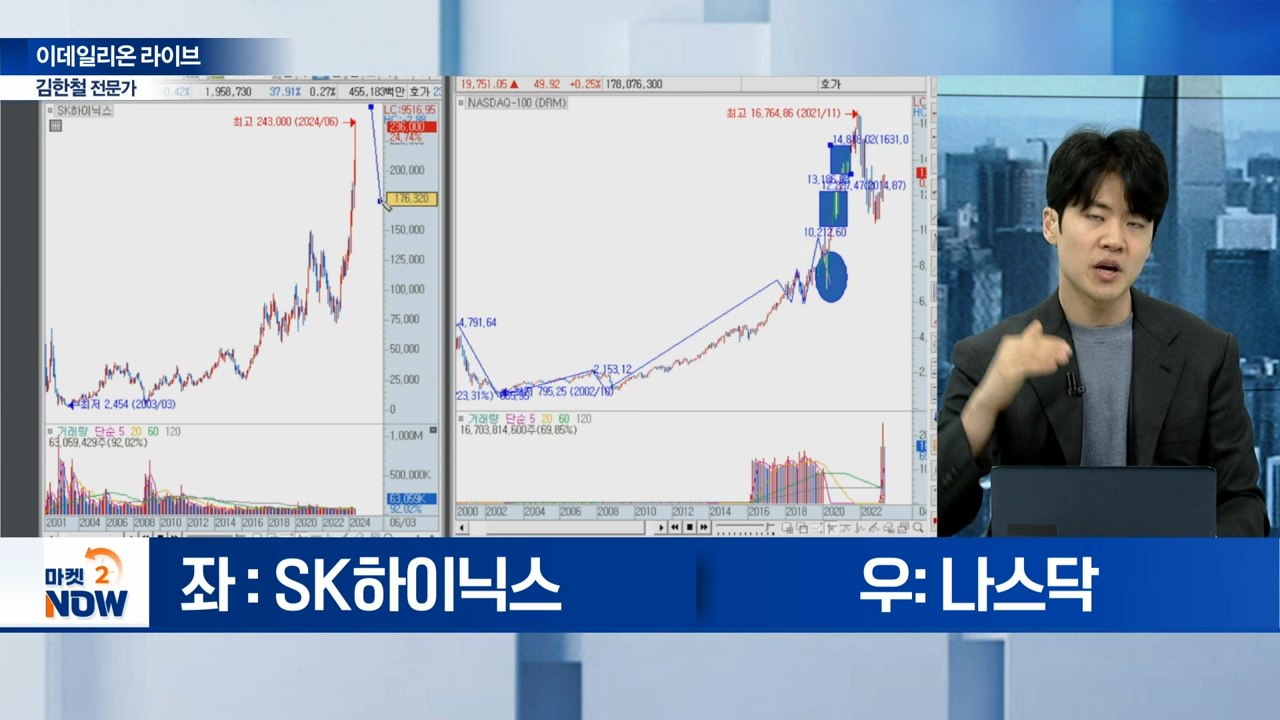 이데일리온 라이브
김한철 전문가
-0.42% 1,958,730 37.91% 0.27% 455,183백만 호가
SK하이닉스
최고 243,000 (2024/06)
LC:9516.95
236,000
24.74%
200,000
176,320
150,000
125,000
100,000
75,000
50,000
25,000
0
최저 2,454 (2003/03)
거래량 단순 5 20 60 120
63,059,429주(92,02%)
1,000M
500,000K
63,059K
92,02%
2001 2004 2006 2008 2010 2012 2014 2016 2018 2020 2022 2024 06/03
19,751.05 ▲ 49.92 +0.25% 178,076,300 호가
NASDAQ-100 (DRM)
최고 16,764,86 (2021/11)
10,212,60
4,791,64
2,153,12
795,25 (2002/10)
거래량 단순 5 20 60 120
16,703,814,600주(69,85%)
2000 2002 2004 2006 2008 2010 2012 2014 2016 2018 2020 2022
마켓 2
NOW
좌 : SK하이닉스
우: 나스닥